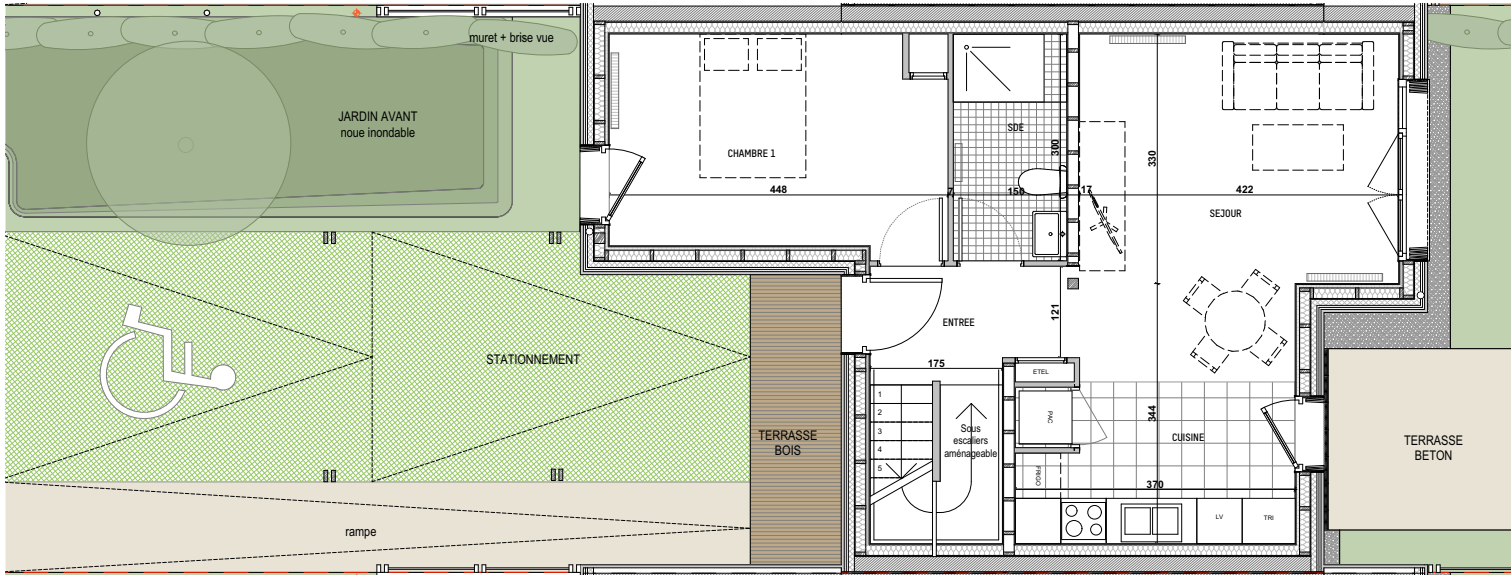 muret + brise vue
JARDIN AVANT
noue inondable
CHAMBRE 1
SDE
300
330
448
7
150
17
422
SEJOUR
ENTREE
121
STATIONNEMENT
175
ETEL
1
2
3
4
5
Sous
escaliers
aménageable
PAC
344
CUISINE
TERRASSE
BOIS
TERRASSE
BETON
FRIGO
370
LV
TRI
rampe